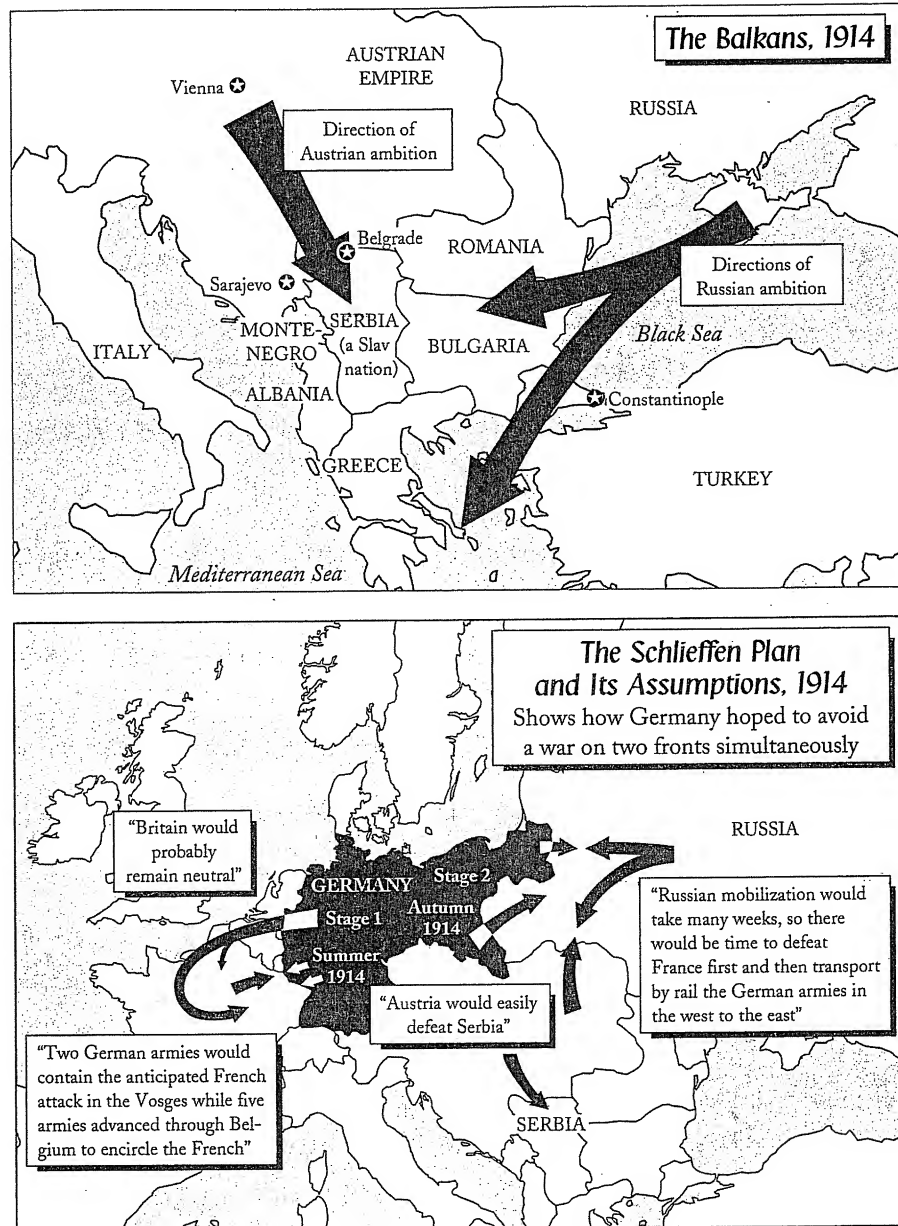 The Balkans, 1914
AUSTRIAN
EMPIRE
Vienna
RUSSIA
Direction of
Austrian ambition
Belgrade
ROMANIA
Directions of
Russian ambition
Sarajevo
MONTE-
NEGRO
SERBIA
(a Slav
nation)
BULGARIA
Black Sea
ITALY
ALBANIA
Constantinople
GREECE
TURKEY
Mediterranean Sea
The Schlieffen Plan
and Its Assumptions, 1914
Shows how Germany hoped to avoid
a war on two fronts simultaneously
"Britain would
probably
remain neutral"
RUSSIA
GERMANY
Stage 2
Stage 1
Autumn
1914
Summer
1914
"Russian mobilization would
take many weeks, so there
would be time to defeat
France first and then transport
by rail the German armies in
the west to the east"
"Austria would easily
defeat Serbia"
"Two German armies would
contain the anticipated French
attack in the Vosges while five
armies advanced through Bel-
gium to encircle the French"
SERBIA